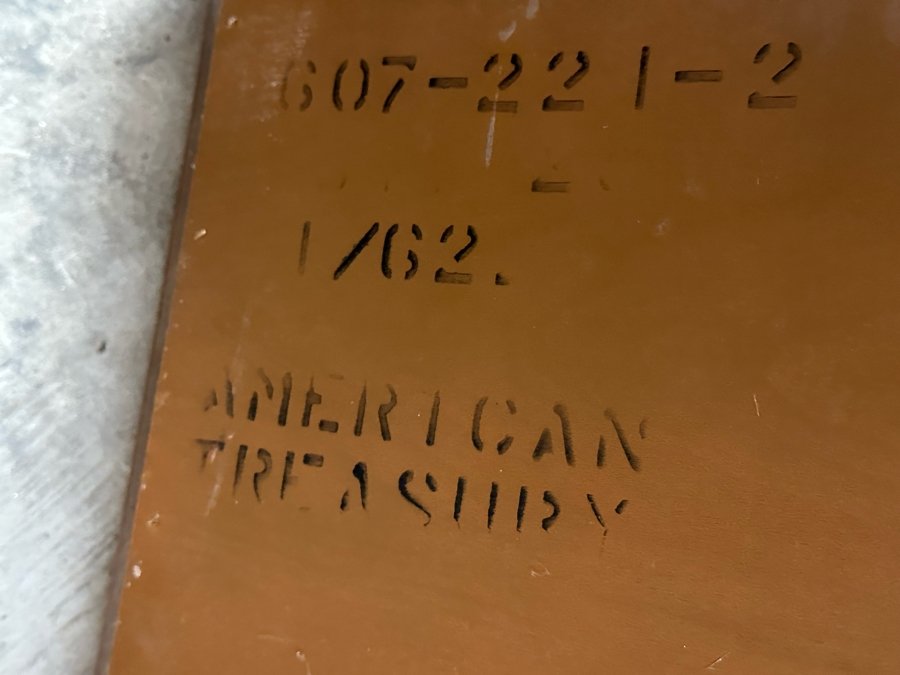 607-221-2
1/62.
AMERICAN
TREASURY